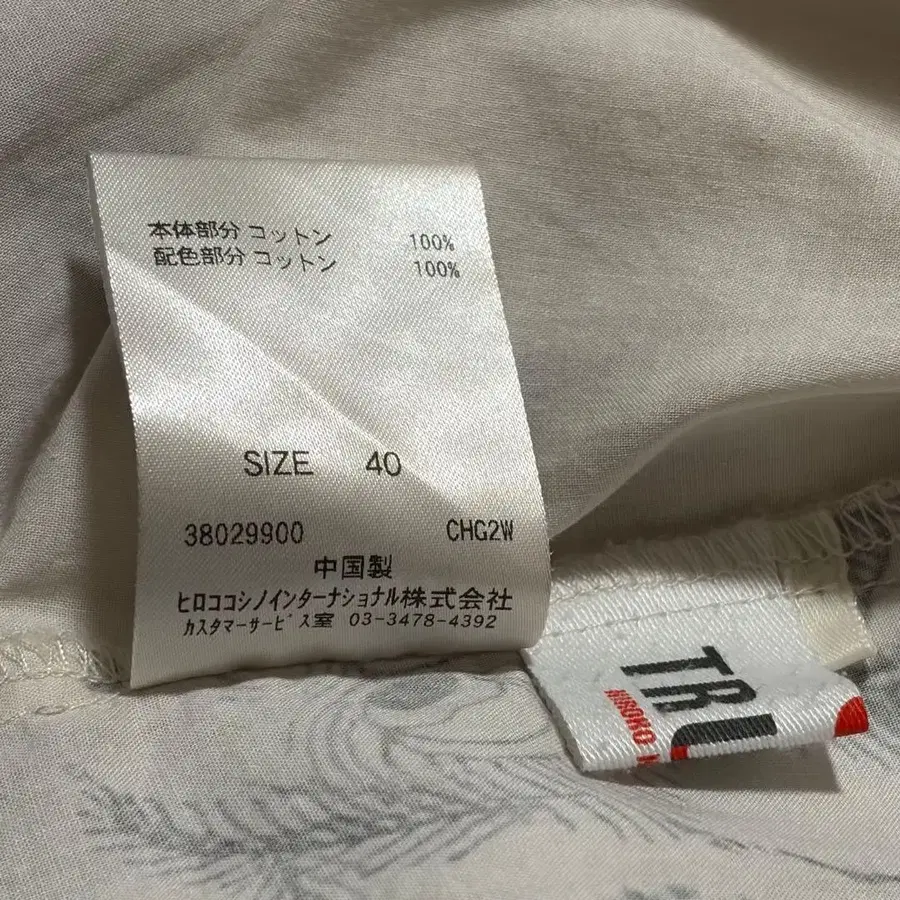 本体部分 コットン 100%
配色部分 コットン 100%
SIZE 40
38029900 CHG2W
中国製
ヒロココシノインターナショナル株式会社
カスタマーサービス室 03-3478-4392
TRU
HIROKO